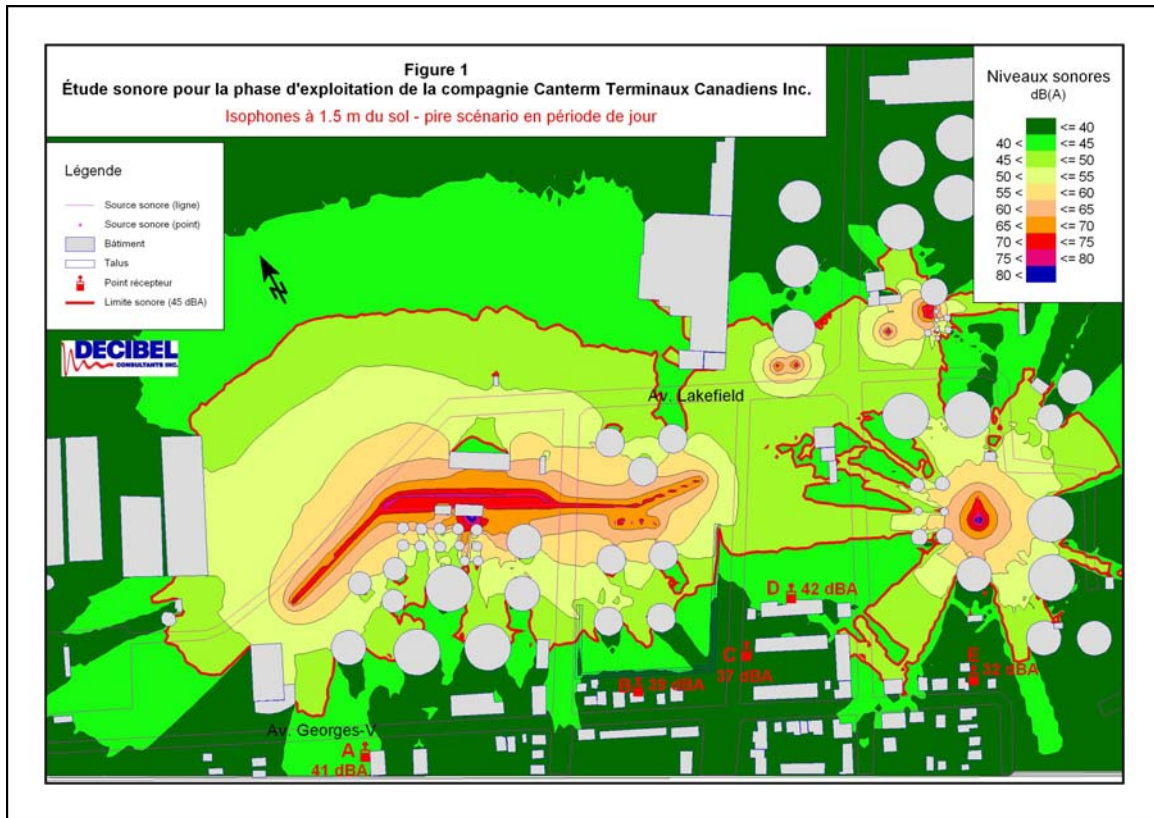 Figure 1
Étude sonore pour la phase d'exploitation de la compagnie Canterm Terminaux Canadiens Inc.
Isophones à 1.5 m du sol - pire scénario en période de jour
Niveaux sonores
dB(A)
<= 40
40 < <= 45
45 < <= 50
50 < <= 55
55 < <= 60
60 < <= 65
65 < <= 70
70 < <= 75
75 < <= 80
80 <
Légende
Source sonore (ligne)
Source sonore (point)
Bâtiment
Talus
Point récepteur
Limite sonore (45 dBA)
N
DECIBEL
CONSULTANTS INC.
Av. Lakefield
D 42 dBA
C
37 dBA
E
32 dBA
B 38 dBA
Av. Georges-V
A
41 dBA